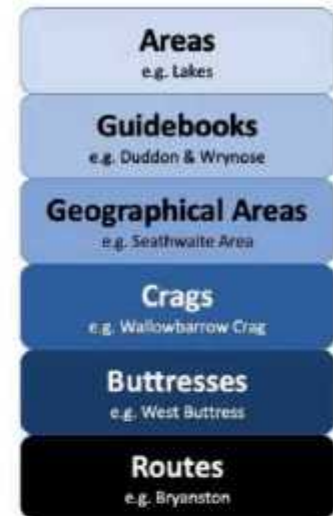 Areas
e.g. Lakes
Guidebooks
e.g. Duddon & Wrynose
Geographical Areas
e.g. Seathwaite Area
Crags
e.g. Wallowbarrow Crag
Buttresses
e.g. West Buttress
Routes
e.g. Bryanston